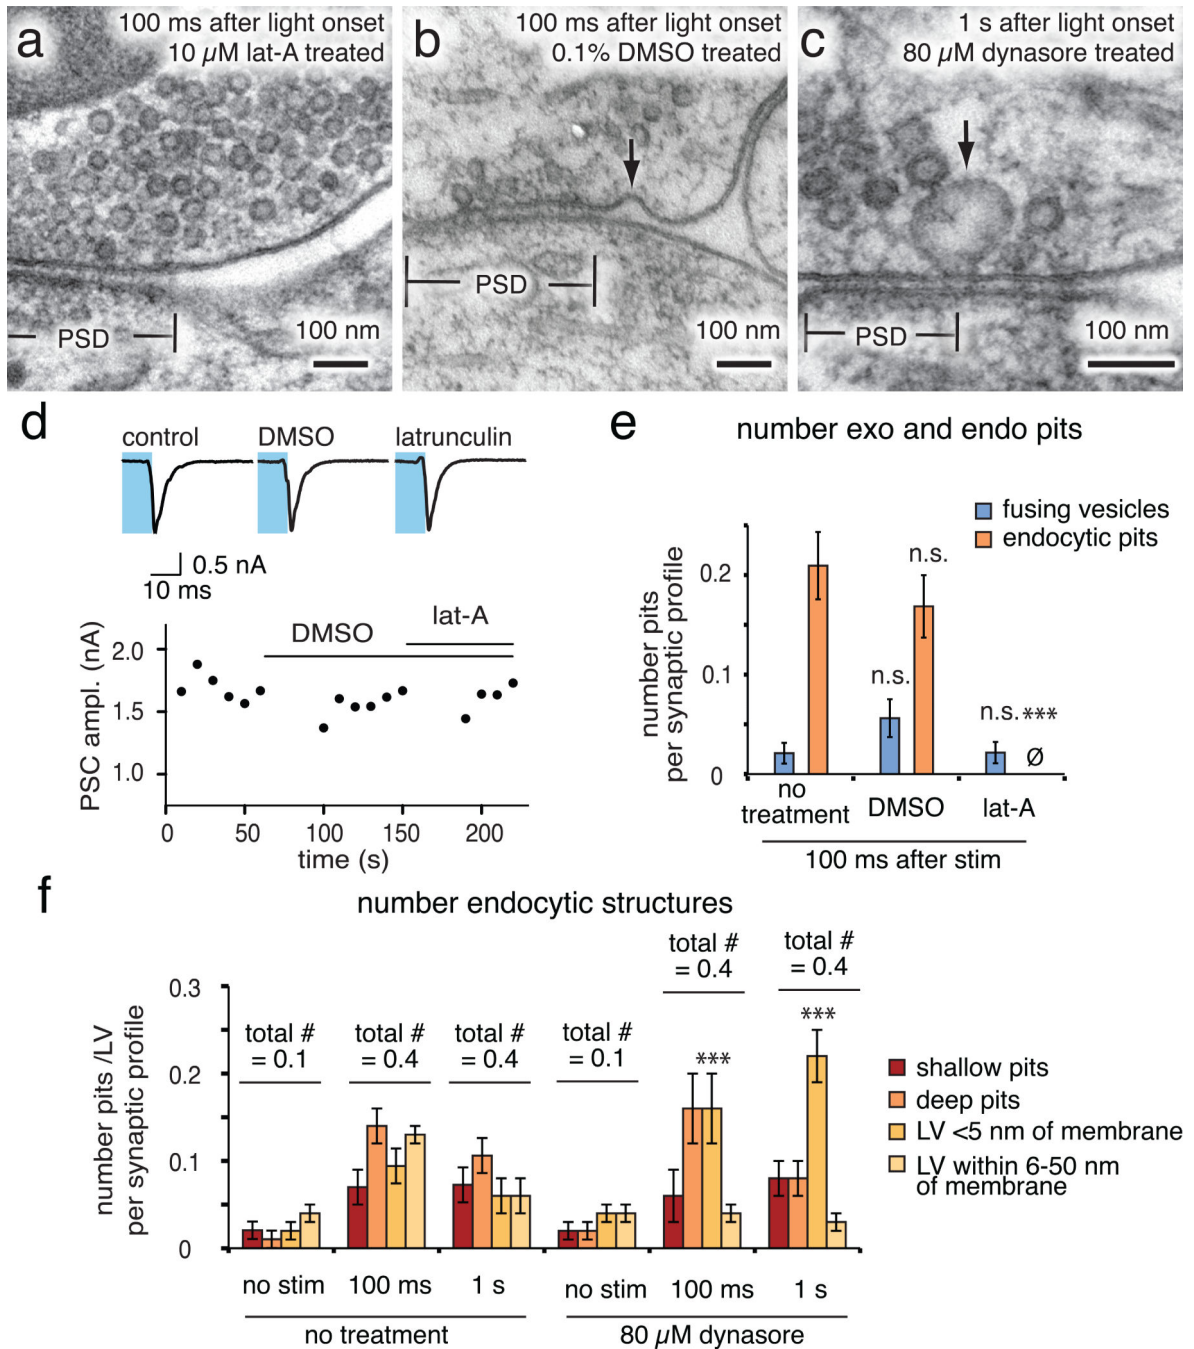 a
100 ms after light onset
10 µM lat-A treated
PSD
100 nm
b
100 ms after light onset
0.1% DMSO treated
PSD
100 nm
c
1 s after light onset
80 µM dynasore treated
PSD
100 nm
d
control
DMSO
latrunculin
0.5 nA
10 ms
PSC ampl. (nA)
2.0
1.5
1.0
DMSO
lat-A
0
50
100
150
200
time (s)
e
number exo and endo pits
fusing vesicles
endocytic pits
number pits
per synaptic profile
0.2
0.1
0
n.s.
n.s.
n.s.
***
Ø
no
treatment
DMSO
lat-A
100 ms after stim
f
number endocytic structures
number pits /LV
per synaptic profile
0.3
0.2
0.1
0
total #
= 0.1
total #
= 0.4
total #
= 0.4
total #
= 0.1
total #
= 0.4
total #
= 0.4
***
***
shallow pits
deep pits
LV <5 nm of membrane
LV within 6-50 nm
of membrane
no stim
100 ms
1 s
no stim
100 ms
1 s
no treatment
80 µM dynasore